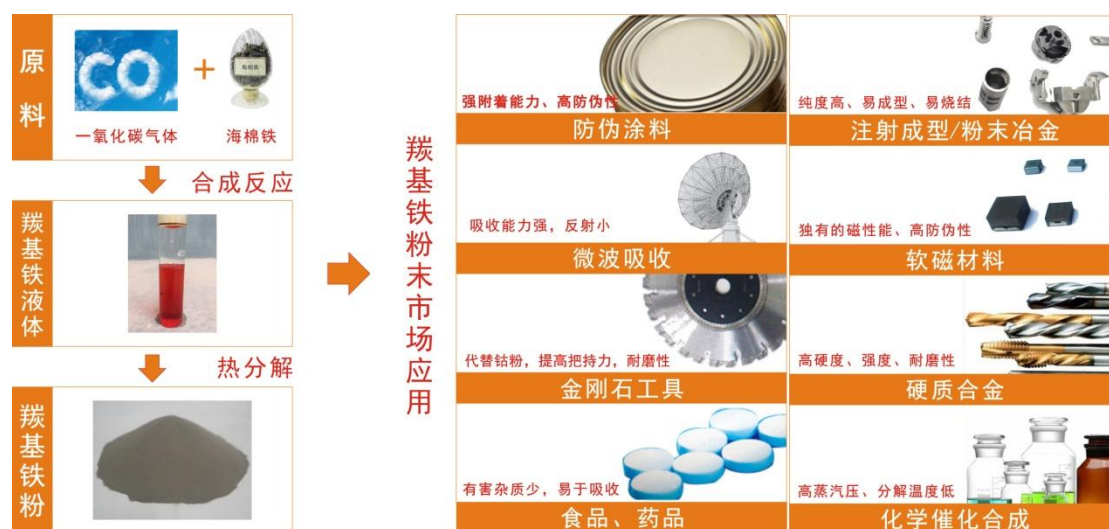 原料
CO
+
海棉铁
一氧化碳气体
海棉铁
合成反应
羰基铁液体
热分解
羰基铁粉
羰基铁粉末市场应用
强附着能力、高防伪性
防伪涂料
纯度高、易成型、易烧结
注射成型/粉末冶金
吸收能力强，反射小
微波吸收
独有的磁性能、高防伪性
软磁材料
代替钴粉，提高把持力，耐磨性
金刚石工具
高硬度、强度、耐磨性
硬质合金
有害杂质少，易于吸收
食品、药品
高蒸汽压、分解温度低
化学催化合成